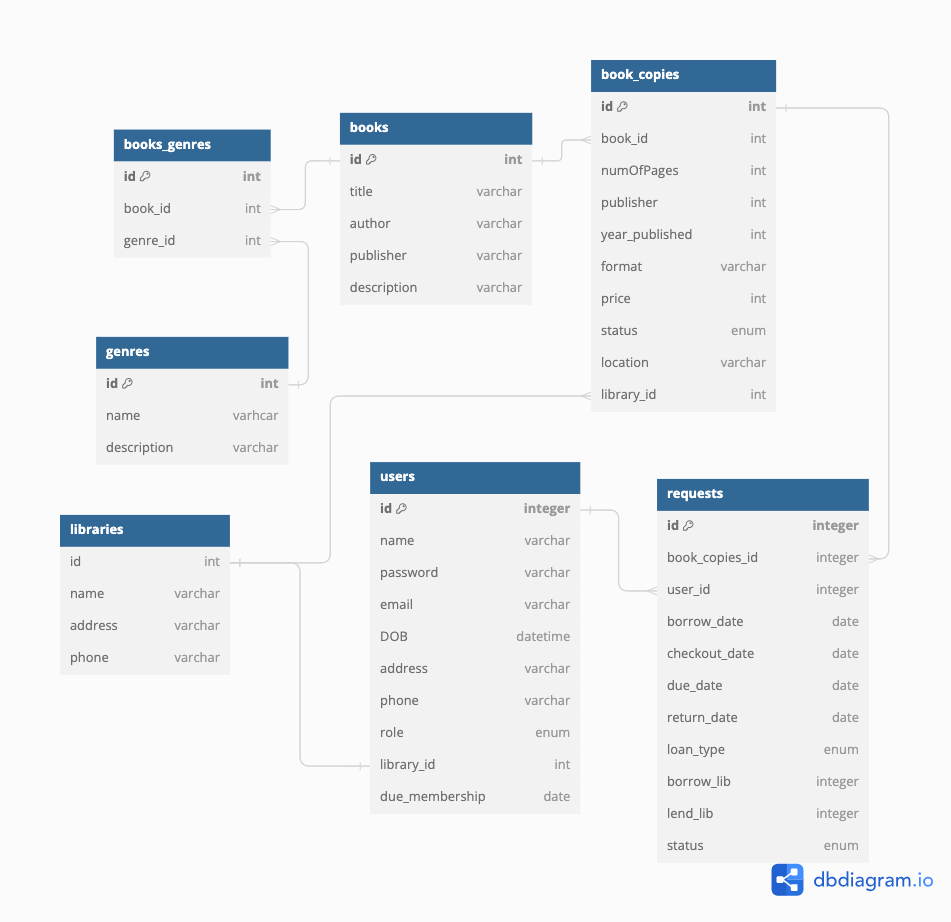 book_copies
id int
book_id int
numOfPages int
publisher int
year_published int
format varchar
price int
status enum
location varchar
library_id int
books
id int
title varchar
author varchar
publisher varchar
description varchar
books_genres
id int
book_id int
genre_id int
genres
id int
name varhcar
description varchar
users
id integer
name varchar
password varchar
email varchar
DOB datetime
address varchar
phone varchar
role enum
library_id int
due_membership date
requests
id integer
book_copies_id integer
user_id integer
borrow_date date
checkout_date date
due_date date
return_date date
loan_type enum
borrow_lib integer
lend_lib integer
status enum
libraries
id int
name varchar
address varchar
phone varchar
dbdiagram.io